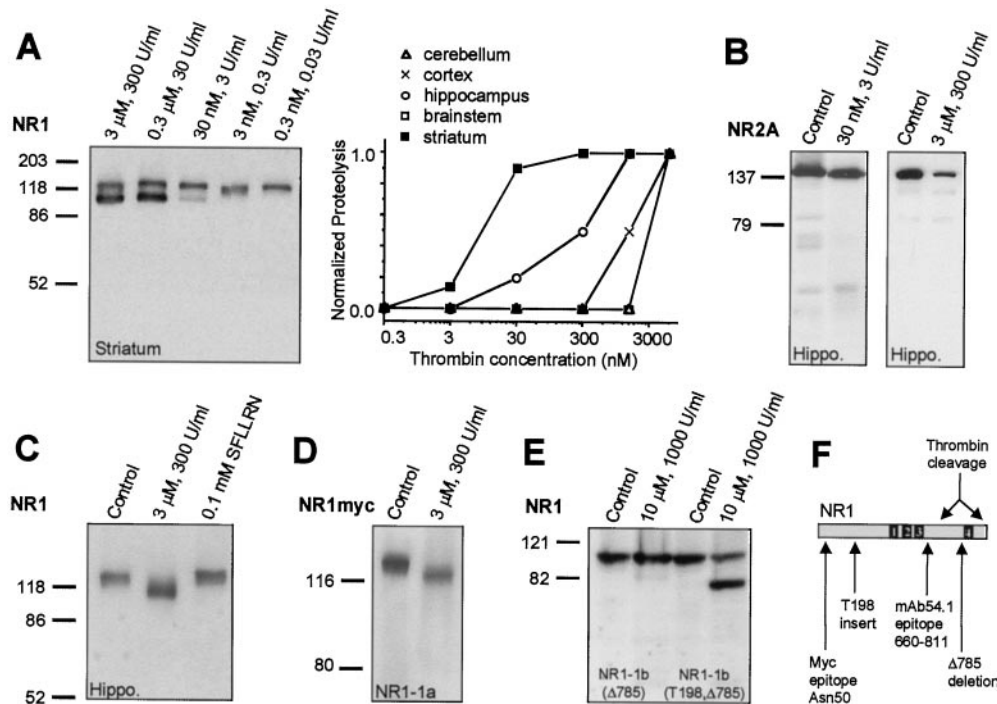 A
NR1
3 µM, 300 U/ml
0.3 µM, 30 U/ml
30 nM, 3 U/ml
3 nM, 0.3 U/ml
0.3 nM, 0.03 U/ml
203
118
86
52
Striatum
cerebellum
cortex
hippocampus
brainstem
striatum
Normalized Proteolysis
1.0
0.0
0.3
3
30
300
3000
Thrombin concentration (nM)
B
NR2A
Control
30 nM, 3 U/ml
Control
3 µM, 300 U/ml
137
79
Hippo.
Hippo.
C
NR1
Control
3 µM, 300 U/ml
0.1 mM SFLLRN
118
86
52
Hippo.
D
NR1myc
Control
3 µM, 300 U/ml
116
80
NR1-1a
E
NR1
Control
10 µM, 1000 U/ml
Control
10 µM, 1000 U/ml
121
82
NR1-1b
(Δ785)
NR1-1b
(T198,Δ785)
F
Thrombin
cleavage
NR1
1 2 3 4
T198
insert
mAb54.1
epitope
660-811
Myc
epitope
Asn50
Δ785
deletion